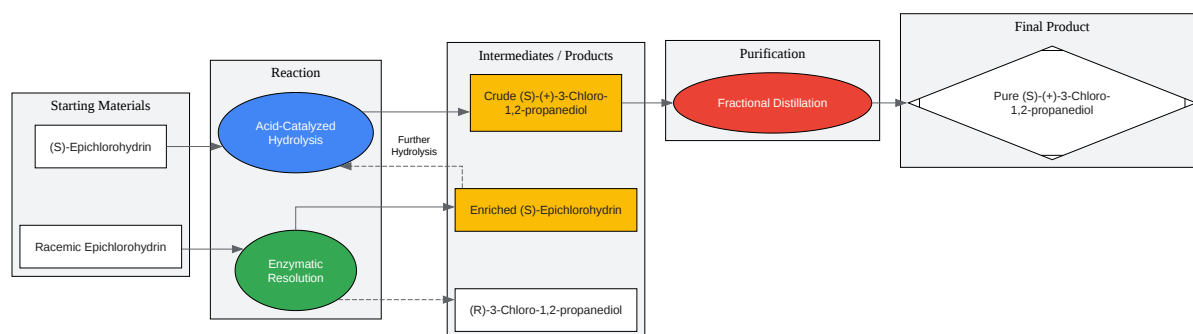 Starting Materials
(S)-Epichlorohydrin
Racemic Epichlorohydrin
Reaction
Acid-Catalyzed
Hydrolysis
Enzymatic
Resolution
Further
Hydrolysis
Intermediates / Products
Crude (S)-(+)-3-Chloro-
1,2-propanediol
Enriched (S)-Epichlorohydrin
(R)-3-Chloro-1,2-propanediol
Purification
Fractional Distillation
Final Product
Pure (S)-(+)-3-Chloro-
1,2-propanediol